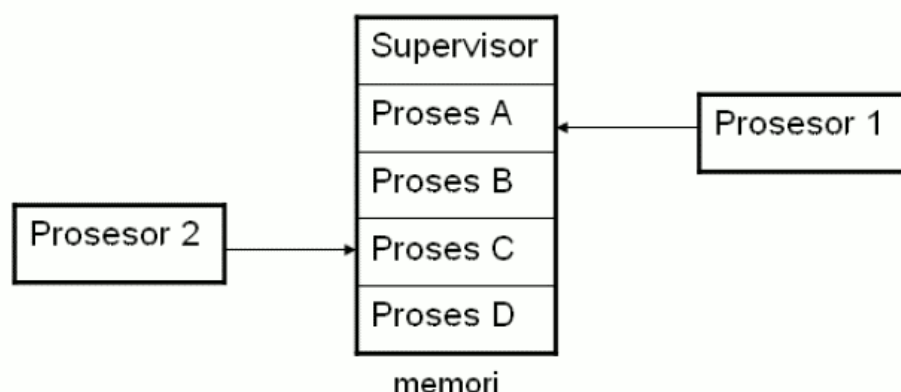 Supervisor
Proses A
Prosesor 1
Proses B
Prosesor 2
Proses C
Proses D
memori